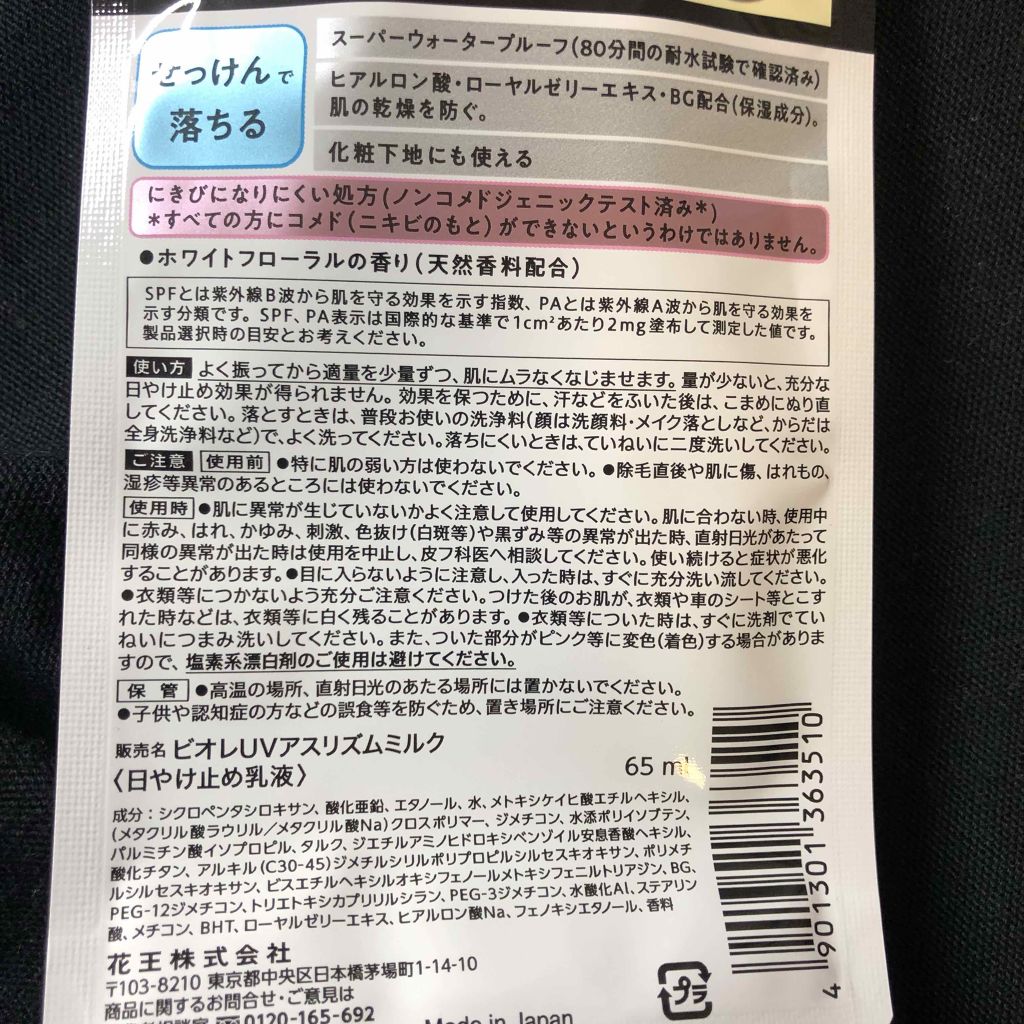 せっけんで
落ちる
スーパーウォータープルーフ(80分間の耐水試験で確認済み)
ヒアルロン酸・ローヤルゼリーエキス・BG配合(保湿成分)。
肌の乾燥を防ぐ。
化粧下地にも使える
にきびになりにくい処方(ノンコメドジェニックテスト済み*)
*すべての方にコメド(ニキビのもと)ができないというわけではありません。
●ホワイトフローラルの香り(天然香料配合)
SPFとは紫外線B波から肌を守る効果を示す指数、PAとは紫外線A波から肌を守る効果を
示す分類です。SPF、PA表示は国際的な基準で1cm²あたり2mg塗布して測定した値です。
製品選択時の目安とお考えください。
使い方 よく振ってから適量を少量ずつ、肌にムラなくなじませます。量が少ないと、充分な
日やけ止め効果が得られません。効果を保つために、汗などをふいた後は、こまめにぬり直
してください。落とすときは、普段お使いの洗浄料(顔は洗顔料・メイク落としなど、からだは
全身洗浄料など)で、よく洗ってください。落ちにくいときは、ていねいに二度洗いしてください。
ご注意 使用前 ●特に肌の弱い方は使わないでください。●除毛直後や肌に傷、はれもの、
湿疹等異常のあるところには使わないでください。
使用時 ●肌に異常が生じていないかよく注意して使用してください。肌に合わない時、使用中
に赤み、はれ、かゆみ、刺激、色抜け(白斑等)や黒ずみ等の異常が出た時、直射日光があたって
同様の異常が出た時は使用を中止し、皮フ科医へ相談してください。使い続けると症状が悪化
することがあります。●目に入らないように注意し、入った時は、すぐに充分洗い流してください。
●衣類等につかないよう充分ご注意ください。つけた後のお肌が、衣類や車のシート等とこす
れた時などは、衣類等に白く残ることがあります。●衣類等についた時は、すぐに洗剤でてい
ねいにつまみ洗いしてください。また、ついた部分がピンク等に変色(着色)する場合がありま
すので、塩素系漂白剤のご使用は避けてください。
保管 ●高温の場所、直射日光のあたる場所には置かないでください。
●子供や認知症の方などの誤食等を防ぐため、置き場所にご注意ください。
販売名 ビオレUVアスリズムミルク
〈日やけ止め乳液〉
65 ml
成分：シクロペンタシロキサン、酸化亜鉛、エタノール、水、メトキシケイヒ酸エチルヘキシル、
(メタクリル酸ラウリル／メタクリル酸Na)クロスポリマー、ジメチコン、水添ポリイソブテン、
パルミチン酸イソプロピル、タルク、ジエチルアミノヒドロキシベンゾイル安息香酸ヘキシル、
酸化チタン、アルキル(C30-45)ジメチルシリルポリプロピルシルセスキオキサン、ポリメチ
ルシルセスキオキサン、ビスエチルヘキシルオキシフェノールメトキシフェニルトリアジン、BG、
PEG-12ジメチコン、トリエトキシカプリリルシラン、PEG-3ジメチコン、水酸化Al、ステアリン
酸、メチコン、BHT、ローヤルゼリーエキス、ヒアルロン酸Na、フェノキシエタノール、香料
花王株式会社
〒103-8210 東京都中央区日本橋茅場町1-14-10
商品に関するお問合せ・ご意見は
0120-165-692
Made in Japan
プラ
4 901301 363510